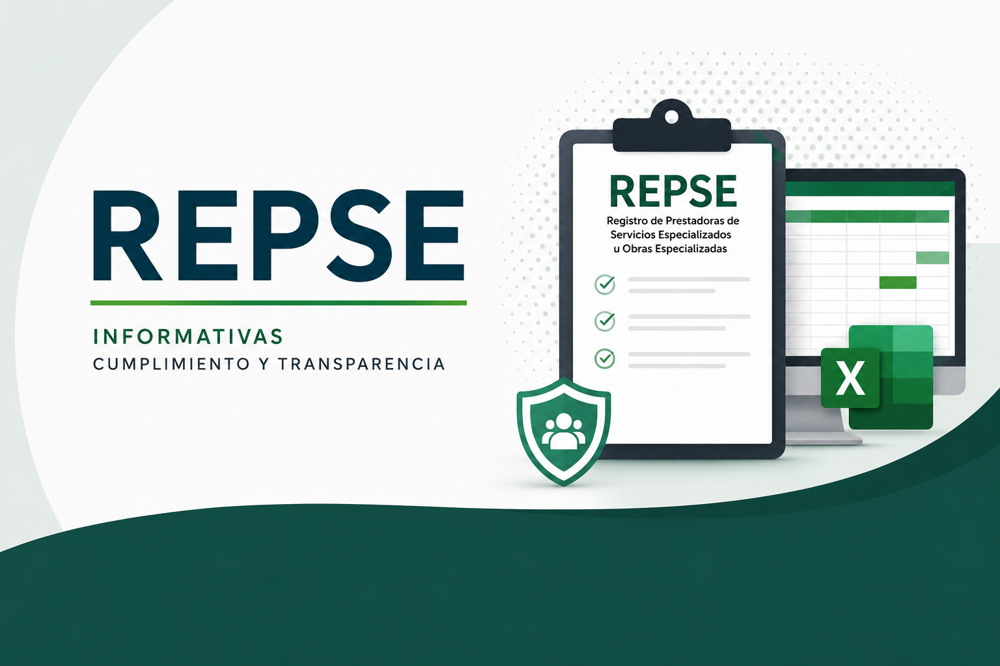 REPSE
INFORMATIVAS
CUMPLIMIENTO Y TRANSPARENCIA
REPSE
Registro de Prestadoras de
Servicios Especializados
u Obras Especializadas
X